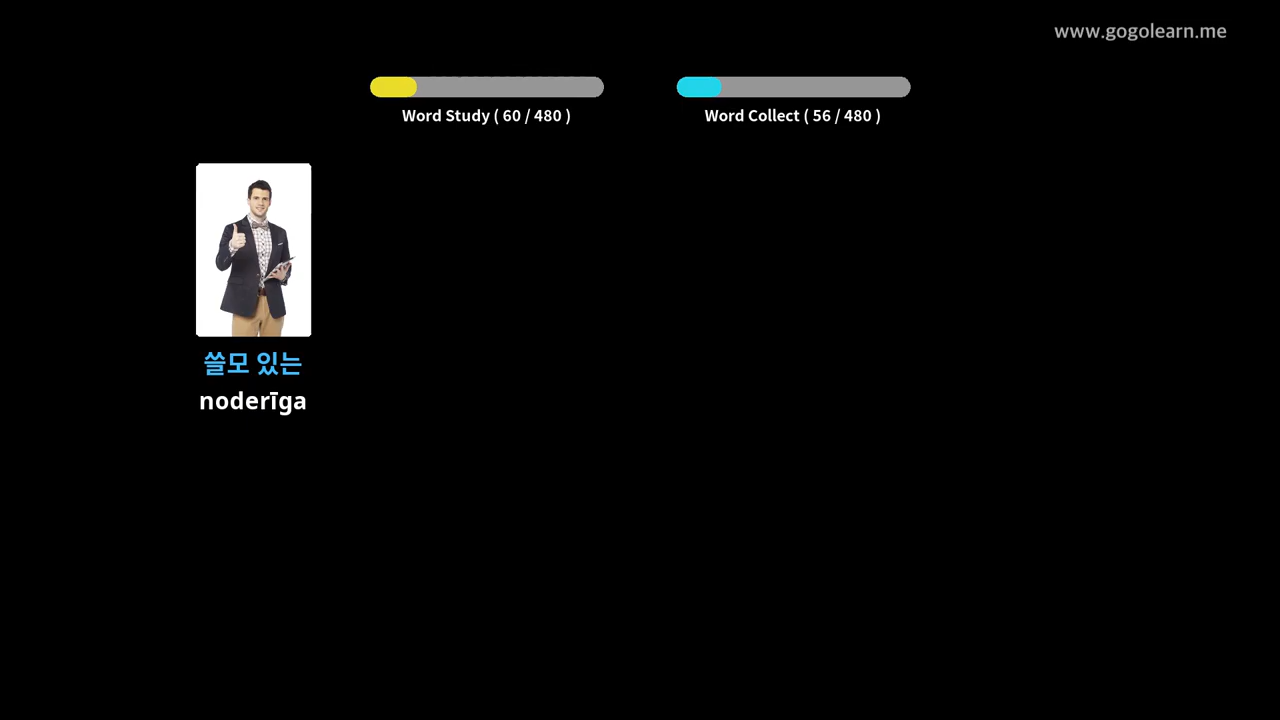 www.gogolearn.me
Word Study ( 60 / 480 )
Word Collect ( 56 / 480 )
쓸모 있는
noderīga